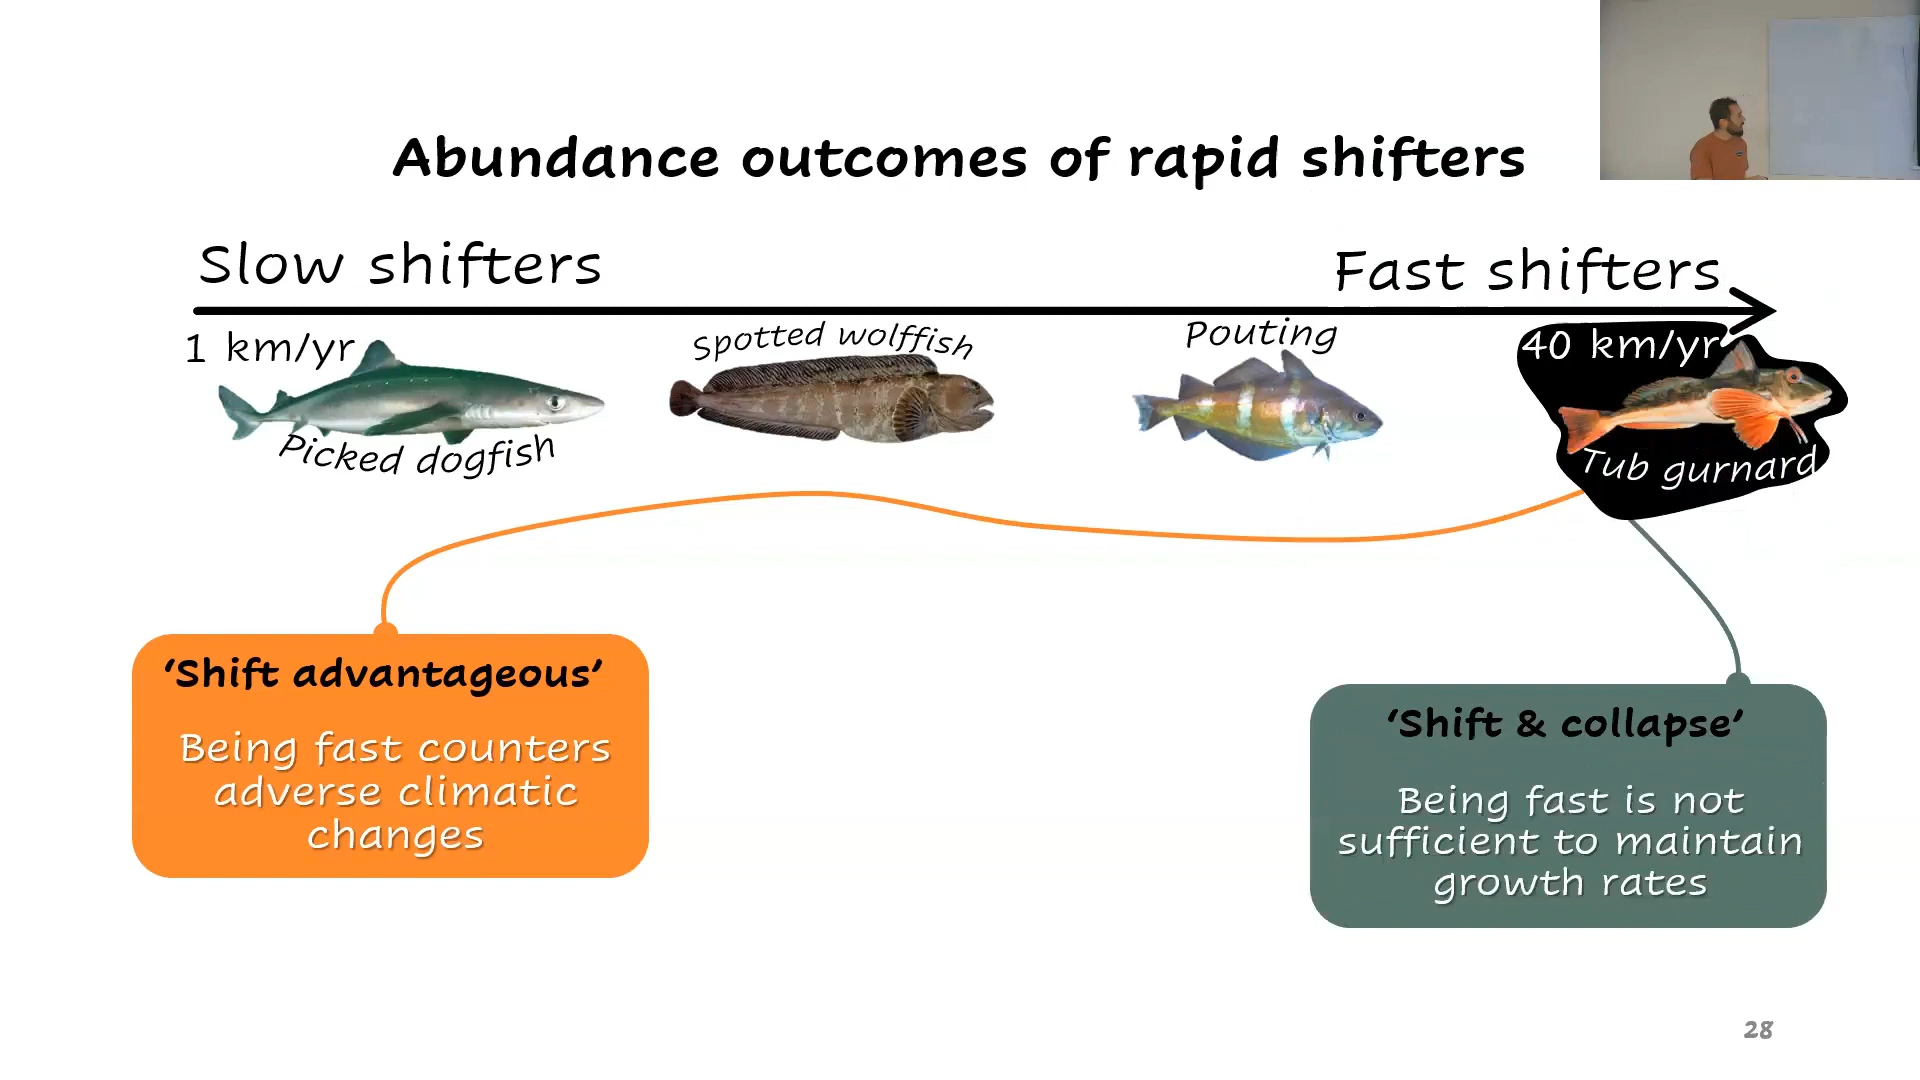 Abundance outcomes of rapid shifters
Slow shifters
Fast shifters
1 km/yr
Picked dogfish
Spotted wolffish
Pouting
40 km/yr
Tub gurnard
‘Shift advantageous’
Being fast counters
adverse climatic
changes
‘Shift & collapse’
Being fast is not
sufficient to maintain
growth rates
28